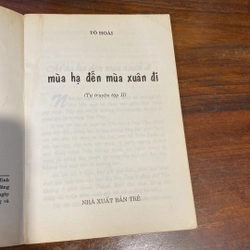 TÔ HOÀI
mùa hạ đến mùa xuân đi
(Tự truyện tập II)
NHÀ XUẤT BẢN TRẺ